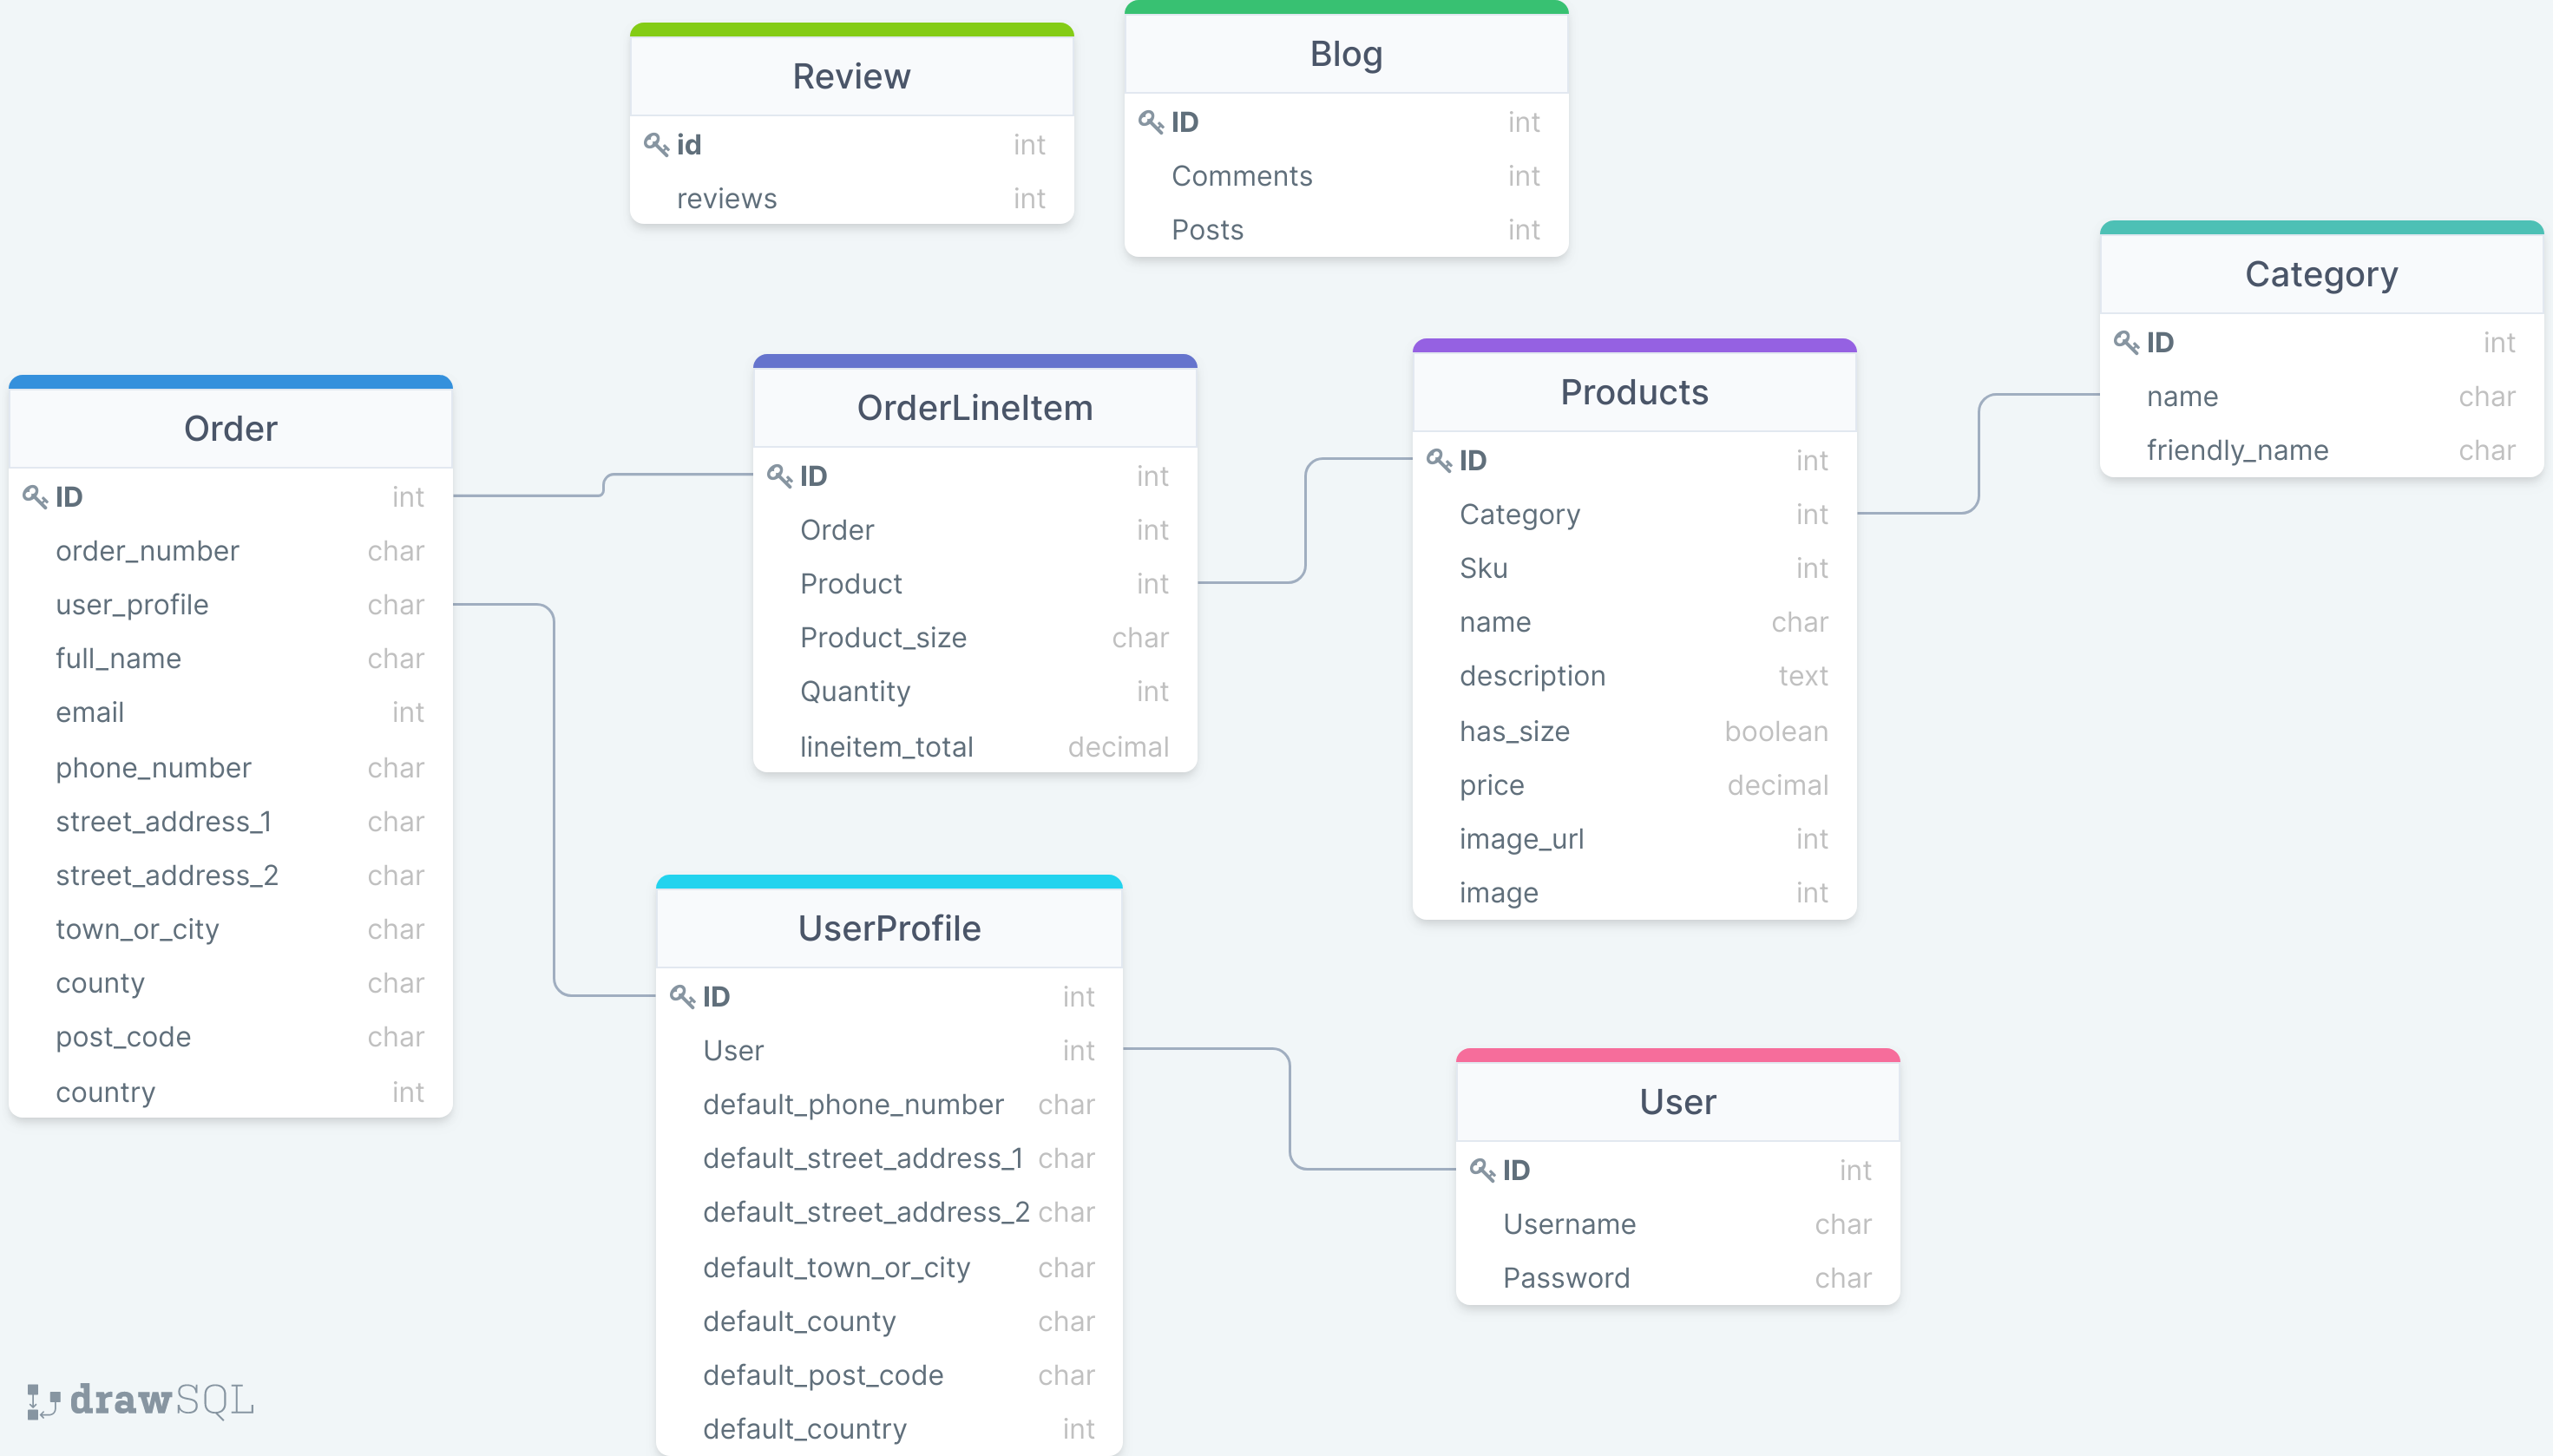 Review
id int
reviews int
Blog
ID int
Comments int
Posts int
Category
ID int
name char
friendly_name char
Order
ID int
order_number char
user_profile char
full_name char
email int
phone_number char
street_address_1 char
street_address_2 char
town_or_city char
county char
post_code char
country int
OrderLineItem
ID int
Order int
Product int
Product_size char
Quantity int
lineitem_total decimal
Products
ID int
Category int
Sku int
name char
description text
has_size boolean
price decimal
image_url int
image int
UserProfile
ID int
User int
default_phone_number char
default_street_address_1 char
default_street_address_2 char
default_town_or_city char
default_county char
default_post_code char
default_country int
User
ID int
Username char
Password char
drawSQL